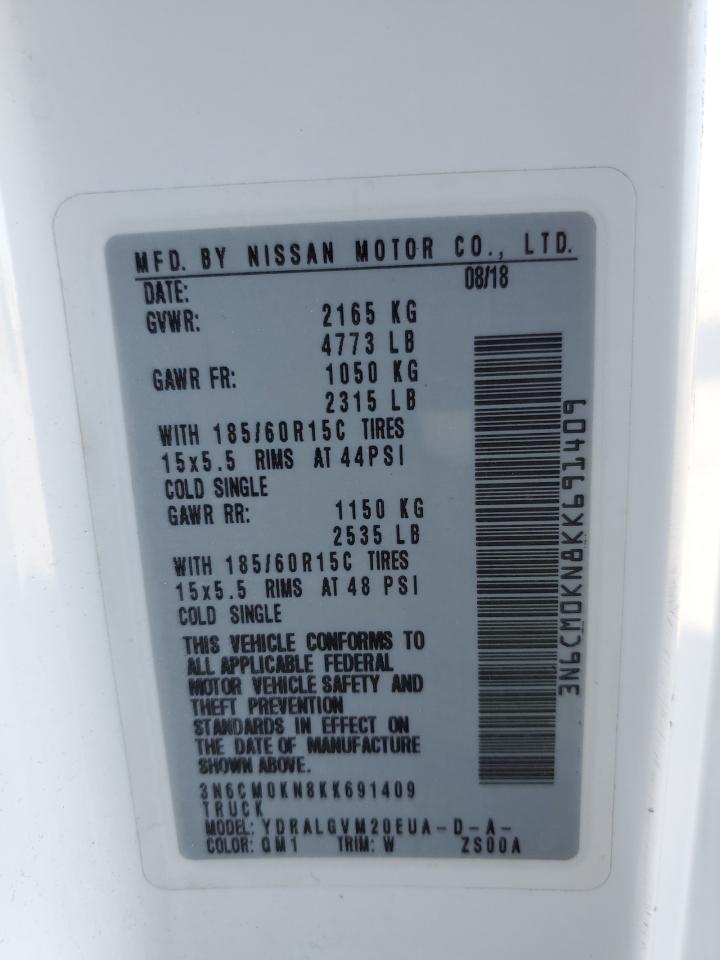 MFD. BY NISSAN MOTOR CO., LTD.
DATE: 08/18
GVWR: 2165 KG
4773 LB
GAWR FR: 1050 KG
2315 LB
WITH 185/60R15C TIRES
15x5.5 RIMS AT 44PSI
COLD SINGLE
GAWR RR: 1150 KG
2535 LB
WITH 185/60R15C TIRES
15x5.5 RIMS AT 48 PSI
COLD SINGLE
THIS VEHICLE CONFORMS TO
ALL APPLICABLE FEDERAL
MOTOR VEHICLE SAFETY AND
THEFT PREVENTION
STANDARDS IN EFFECT ON
THE DATE OF MANUFACTURE
SHOWN ABOVE.
3N6CM0KN8KK691409
TRUCK
MODEL: YDRALGVM20EUA-D-A-
COLOR: QM1 TRIM: W ZS00A
3N6CM0KN8KK691409